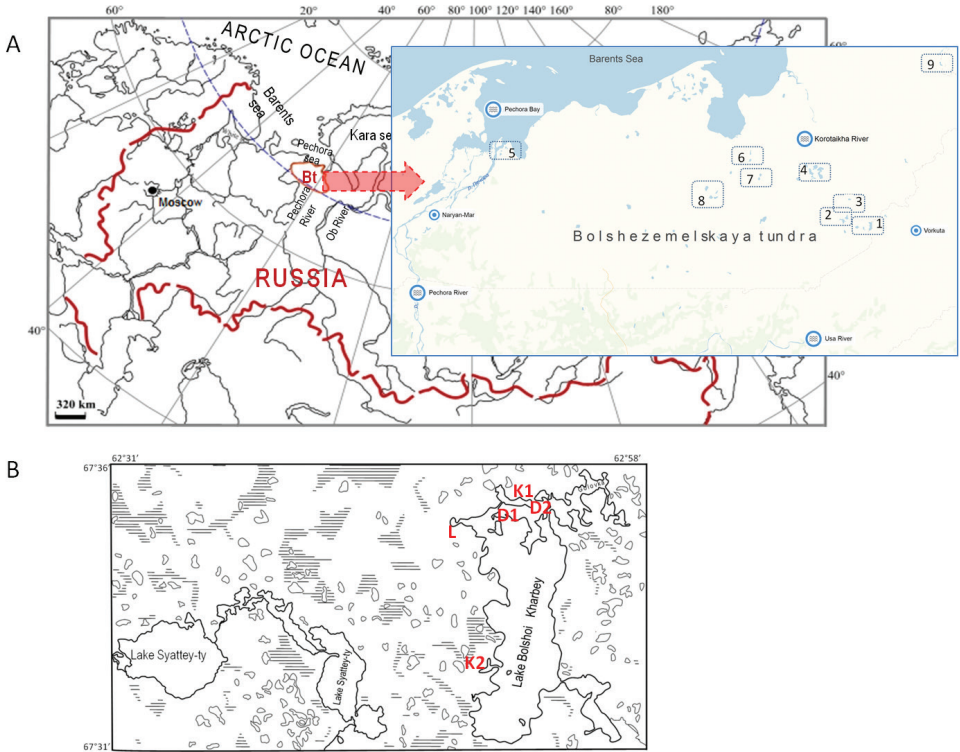 A
60°
20°
40°
60°
80°
100°
120°
140°
160°
180°
ARCTIC OCEAN
Barents
sea
Kara se
Pechora
sea
Bt
Pechora
River
Ob River
Moscow
RUSSIA
40°
320 km
60°
40°
Barents Sea
9
Pechora Bay
5
Korotaikha River
6
7
4
8
3
2
1
Naryan-Mar
Bolshezemelskaya tundra
Vorkuta
Pechora River
Usa River
B
62°31'
62°58'
67°36'
K1
D2
D1
L
K2
Lake Bolshoi Kharbey
Lake Syattey-ty
Lake Syattey-ty
67°31'